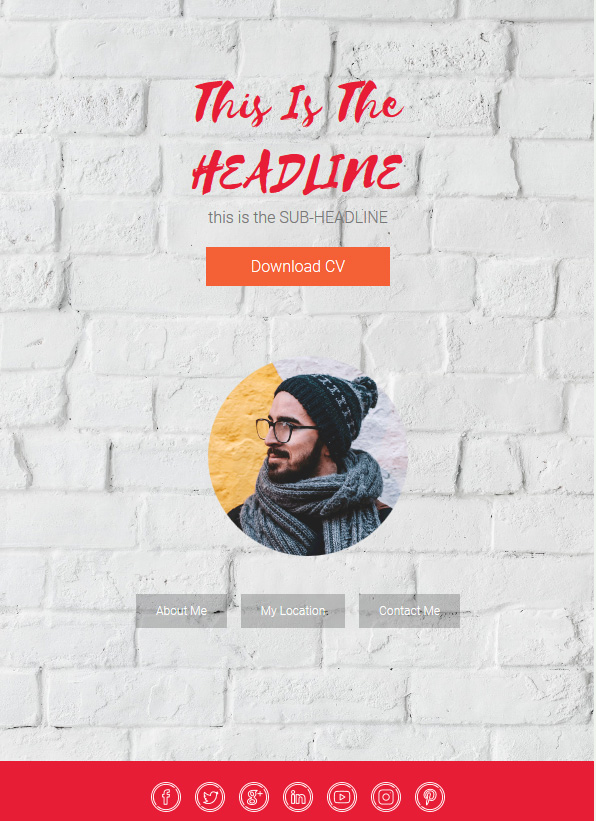 This Is The
HEADLINE
this is the SUB-HEADLINE
Download CV
About Me
My Location
Contact Me